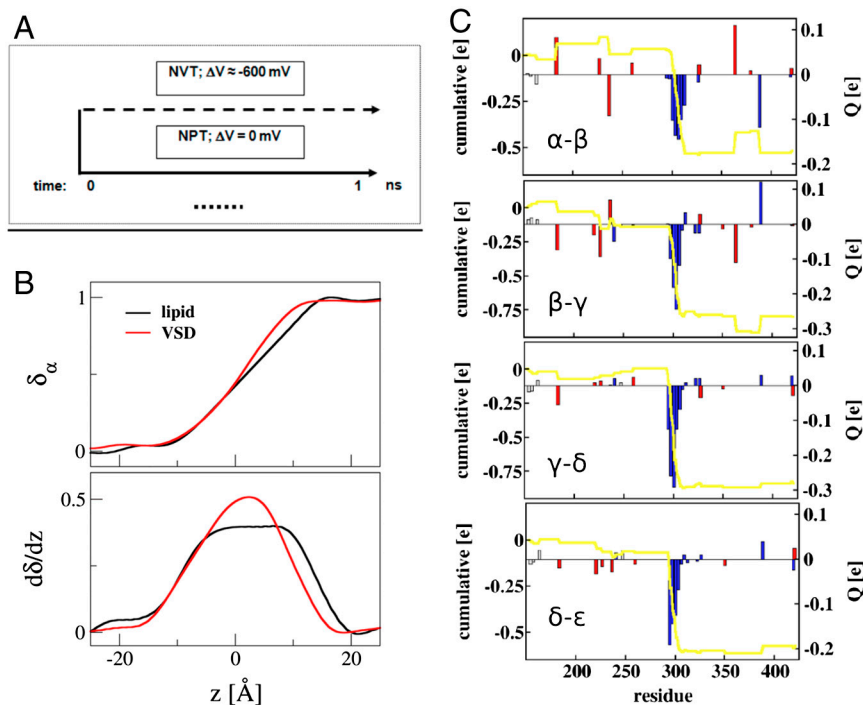 A
NVT; ΔV ≈ -600 mV
NPT; ΔV = 0 mV
time: 0 1 ns
B
1
δα
0
lipid
VSD
0.5
dδ/dz
0
-20 0 20
z [Å]
C
cumulative [e]
0
-0.25
-0.5
α-β
0.1
0
-0.1
-0.2
Q [e]
cumulative [e]
0
-0.25
-0.5
-0.75
β-γ
0.1
0
-0.1
-0.2
-0.3
Q [e]
cumulative [e]
0
-0.25
-0.5
-0.75
γ-δ
0.1
0
-0.1
-0.2
-0.3
Q [e]
cumulative [e]
0
-0.25
-0.5
δ-ε
0.1
0
-0.1
-0.2
Q [e]
200 250 300 350 400
residue